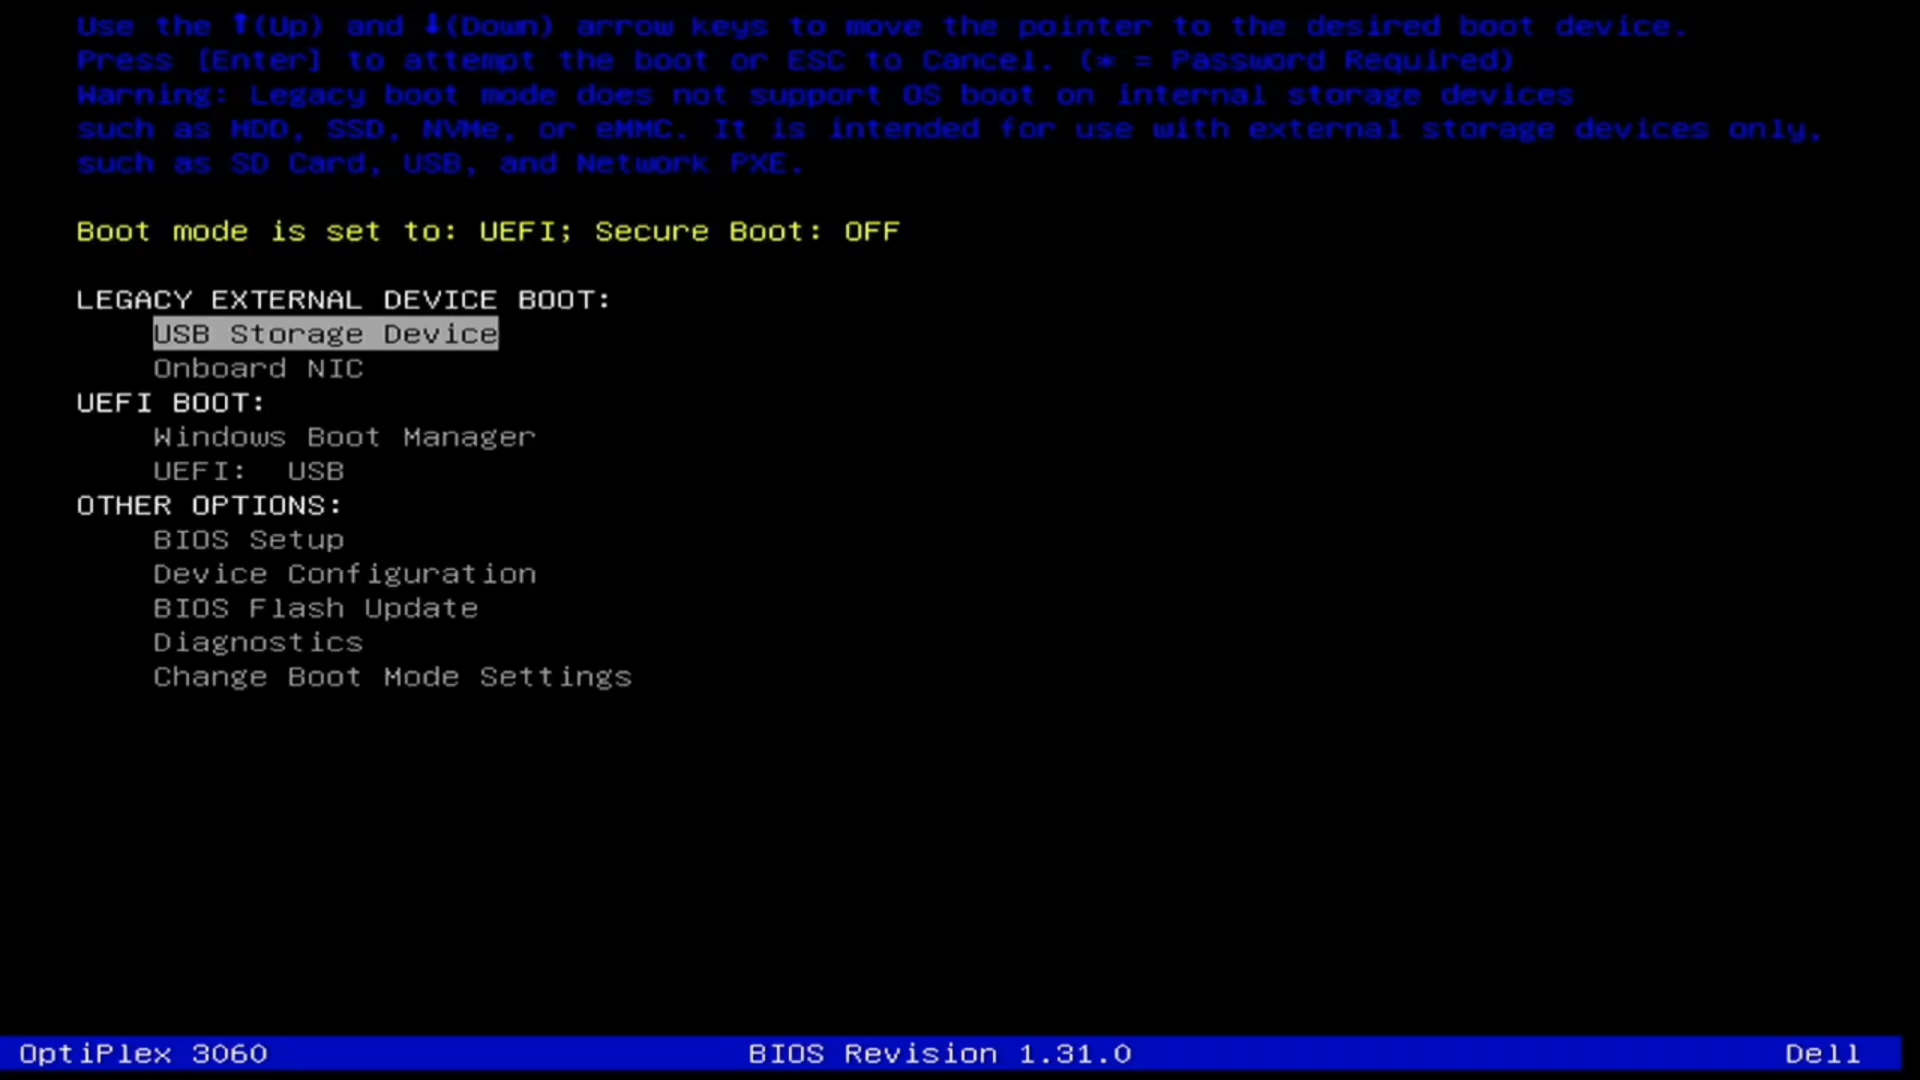 Use the ↑(Up) and ↓(Down) arrow keys to move the pointer to the desired boot device.
Press [Enter] to attempt the boot or ESC to Cancel. (* = Password Required)
Warning: Legacy boot mode does not support OS boot on internal storage devices
such as HDD, SSD, NVMe, or eMMC. It is intended for use with external storage devices only,
such as SD Card, USB, and Network PXE.
Boot mode is set to: UEFI; Secure Boot: OFF
LEGACY EXTERNAL DEVICE BOOT:
USB Storage Device
Onboard NIC
UEFI BOOT:
Windows Boot Manager
UEFI:  USB
OTHER OPTIONS:
BIOS Setup
Device Configuration
BIOS Flash Update
Diagnostics
Change Boot Mode Settings
OptiPlex 3060 BIOS Revision 1.31.0 Dell